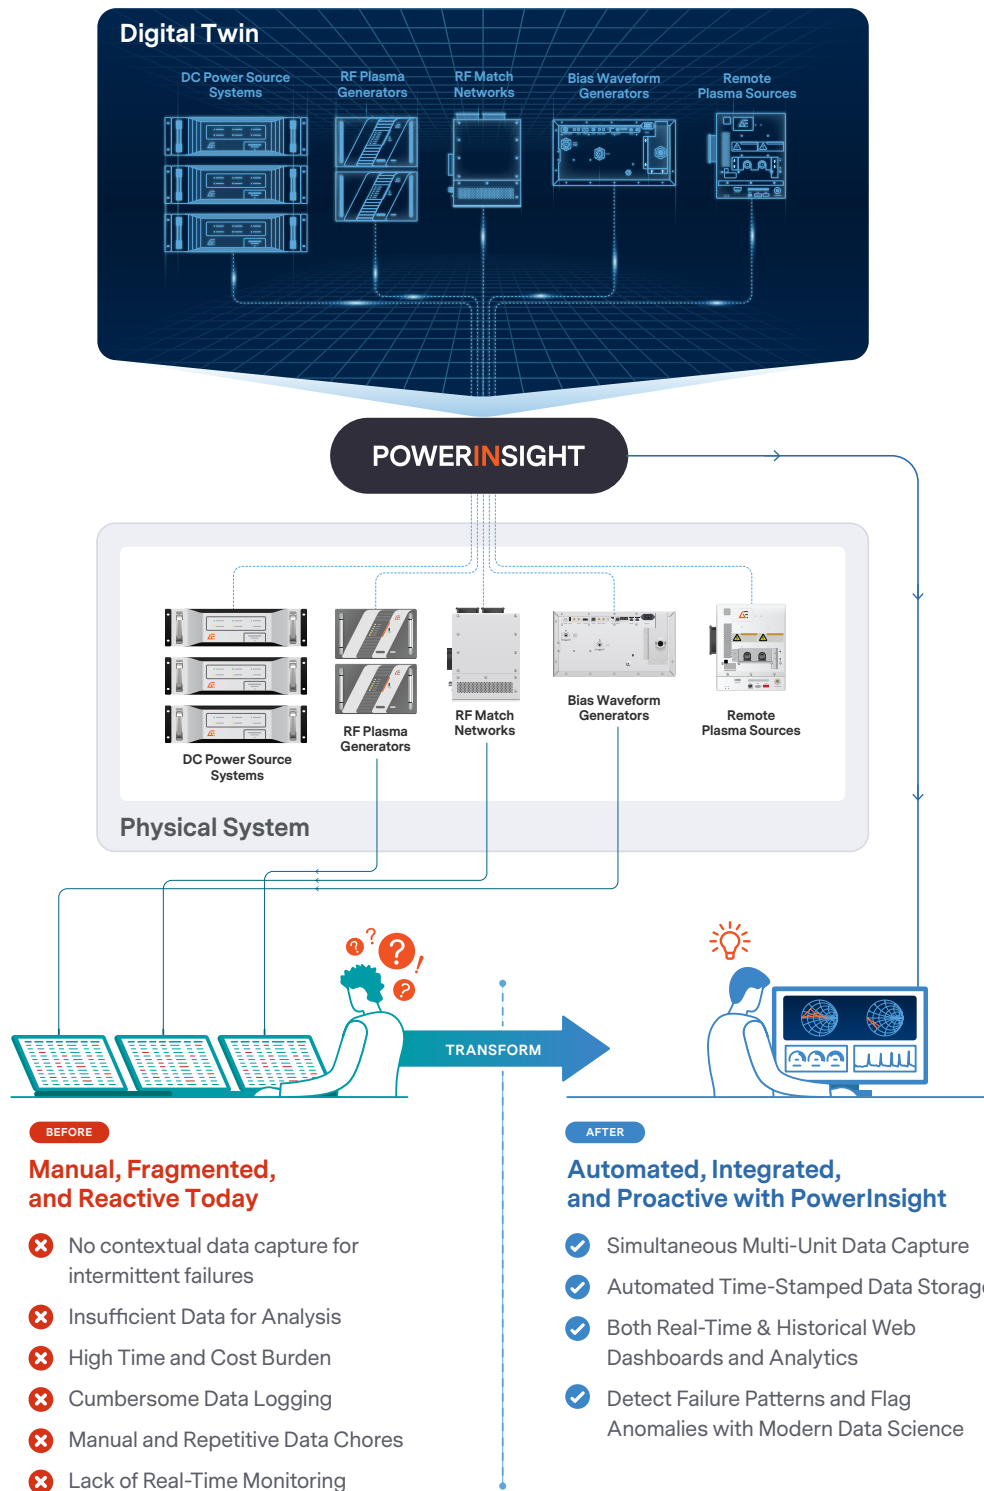 Digital Twin
DC Power Source
Systems
RF Plasma
Generators
RF Match
Networks
Bias Waveform
Generators
Remote
Plasma Sources
POWERINSIGHT
DC Power Source
Systems
RF Plasma
Generators
RF Match
Networks
Bias Waveform
Generators
Remote
Plasma Sources
Physical System
? ? ? ! ?
TRANSFORM
BEFORE
Manual, Fragmented,
and Reactive Today
No contextual data capture for
intermittent failures
Insufficient Data for Analysis
High Time and Cost Burden
Cumbersome Data Logging
Manual and Repetitive Data Chores
Lack of Real-Time Monitoring
AFTER
Automated, Integrated,
and Proactive with PowerInsight
Simultaneous Multi-Unit Data Capture
Automated Time-Stamped Data Storage
Both Real-Time & Historical Web
Dashboards and Analytics
Detect Failure Patterns and Flag
Anomalies with Modern Data Science